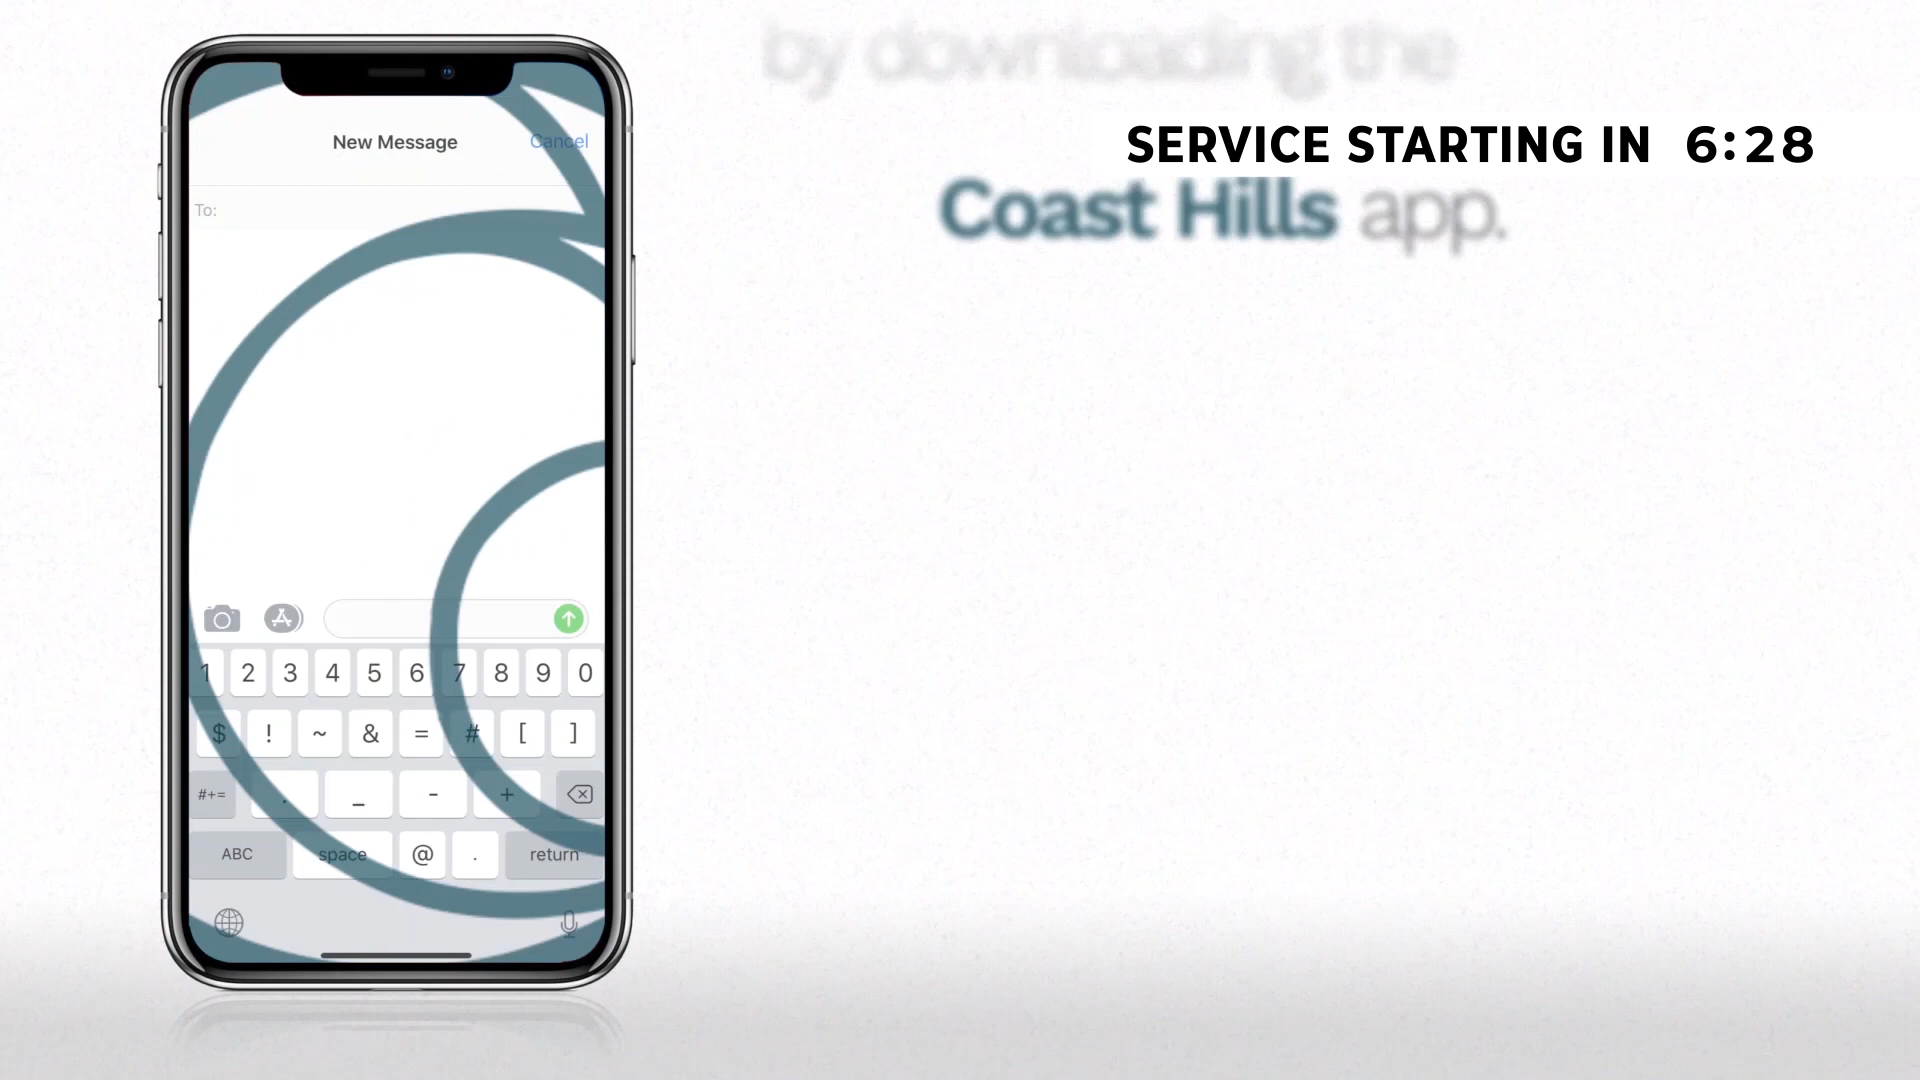 by downloading the
SERVICE STARTING IN 6:28
Coast Hills app.
New Message
Cancel
To:
1 2 3 4 5 6 7 8 9 0
$ ! ~ & = # [ ]
#+= . _ - +
ABC space @ . return